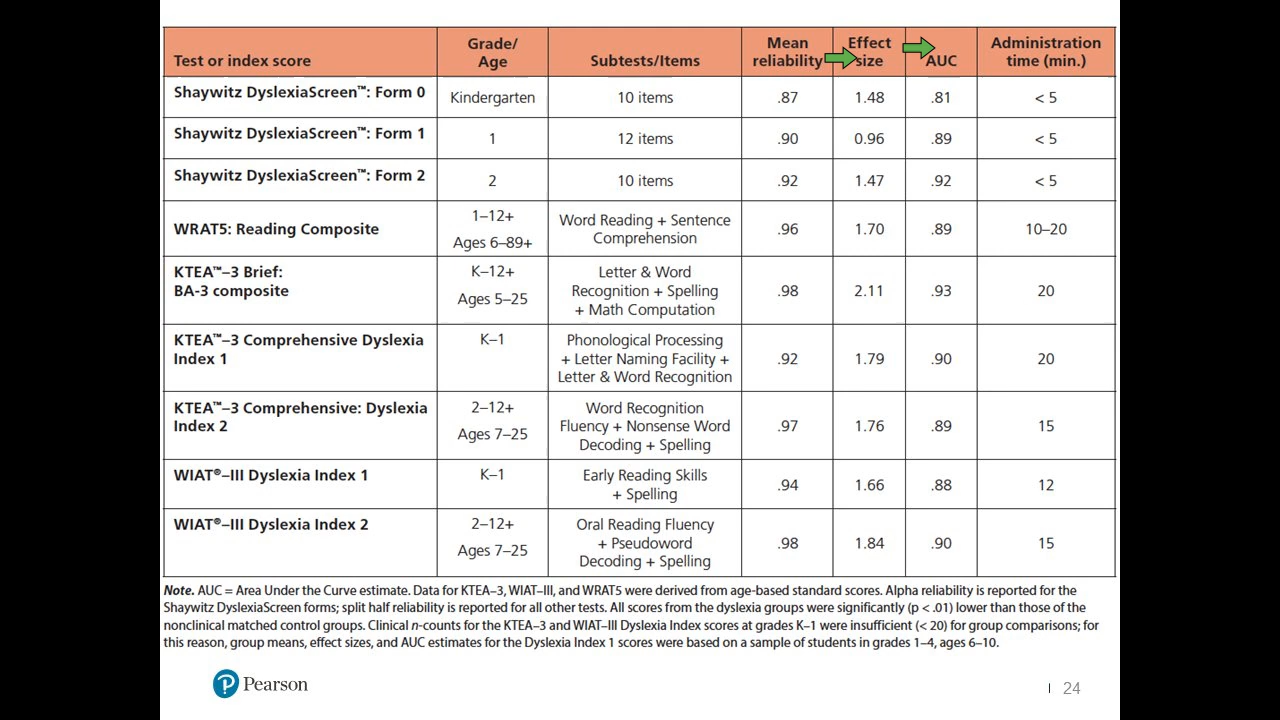 Test or index score Grade/Age Subtests/Items Mean reliability Effect size AUC Administration time (min.)
Shaywitz DyslexiaScreen™: Form 0 Kindergarten 10 items .87 1.48 .81 < 5
Shaywitz DyslexiaScreen™: Form 1 1 12 items .90 0.96 .89 < 5
Shaywitz DyslexiaScreen™: Form 2 2 10 items .92 1.47 .92 < 5
WRAT5: Reading Composite 1–12+ Ages 6–89+ Word Reading + Sentence Comprehension .96 1.70 .89 10–20
KTEA™–3 Brief: BA-3 composite K–12+ Ages 5–25 Letter & Word Recognition + Spelling + Math Computation .98 2.11 .93 20
KTEA™–3 Comprehensive Dyslexia Index 1 K–1 Phonological Processing + Letter Naming Facility + Letter & Word Recognition .92 1.79 .90 20
KTEA™–3 Comprehensive: Dyslexia Index 2 2–12+ Ages 7–25 Word Recognition Fluency + Nonsense Word Decoding + Spelling .97 1.76 .89 15
WIAT®–III Dyslexia Index 1 K–1 Early Reading Skills + Spelling .94 1.66 .88 12
WIAT®–III Dyslexia Index 2 2–12+ Ages 7–25 Oral Reading Fluency + Pseudoword Decoding + Spelling .98 1.84 .90 15
Note. AUC = Area Under the Curve estimate. Data for KTEA–3, WIAT–III, and WRAT5 were derived from age-based standard scores. Alpha reliability is reported for the
Shaywitz DyslexiaScreen forms; split half reliability is reported for all other tests. All scores from the dyslexia groups were significantly (p < .01) lower than those of the
nonclinical matched control groups. Clinical n-counts for the KTEA–3 and WIAT–III Dyslexia Index scores at grades K–1 were insufficient (< 20) for group comparisons; for
this reason, group means, effect sizes, and AUC estimates for the Dyslexia Index 1 scores were based on a sample of students in grades 1–4, ages 6–10.
P Pearson
| 24